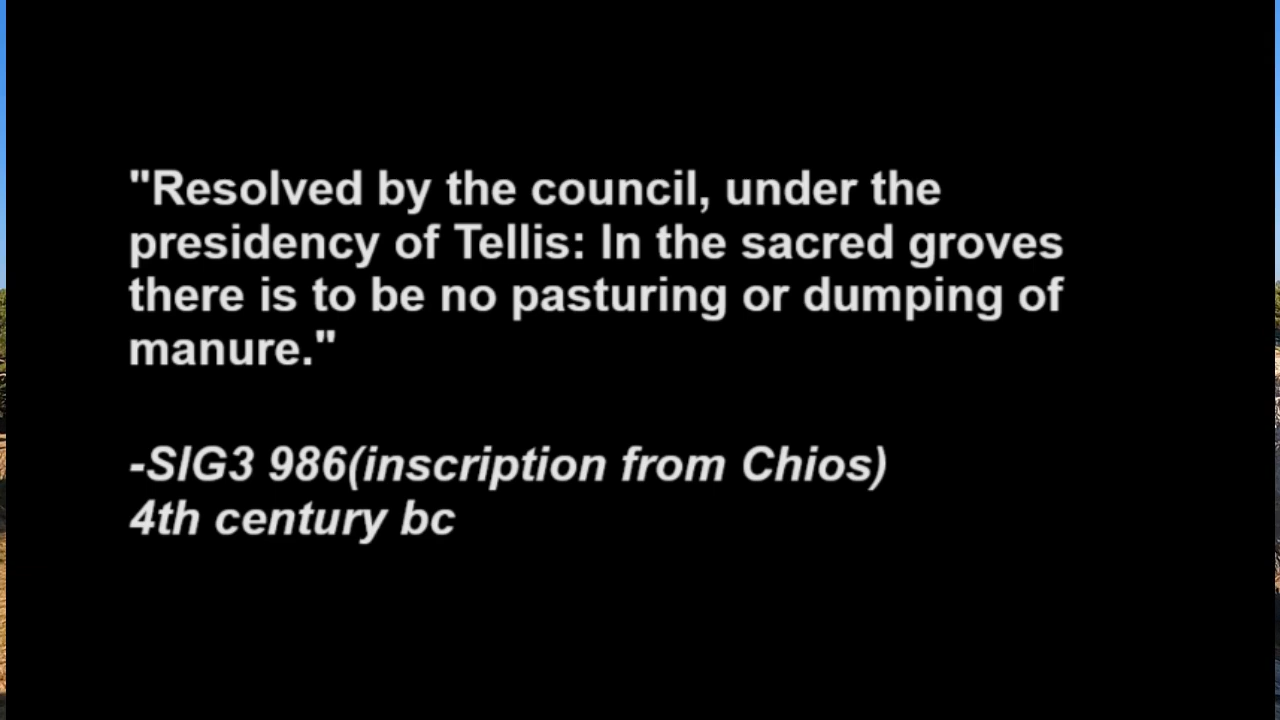 "Resolved by the council, under the
presidency of Tellis: In the sacred groves
there is to be no pasturing or dumping of
manure."
-SIG3 986(inscription from Chios)
4th century bc